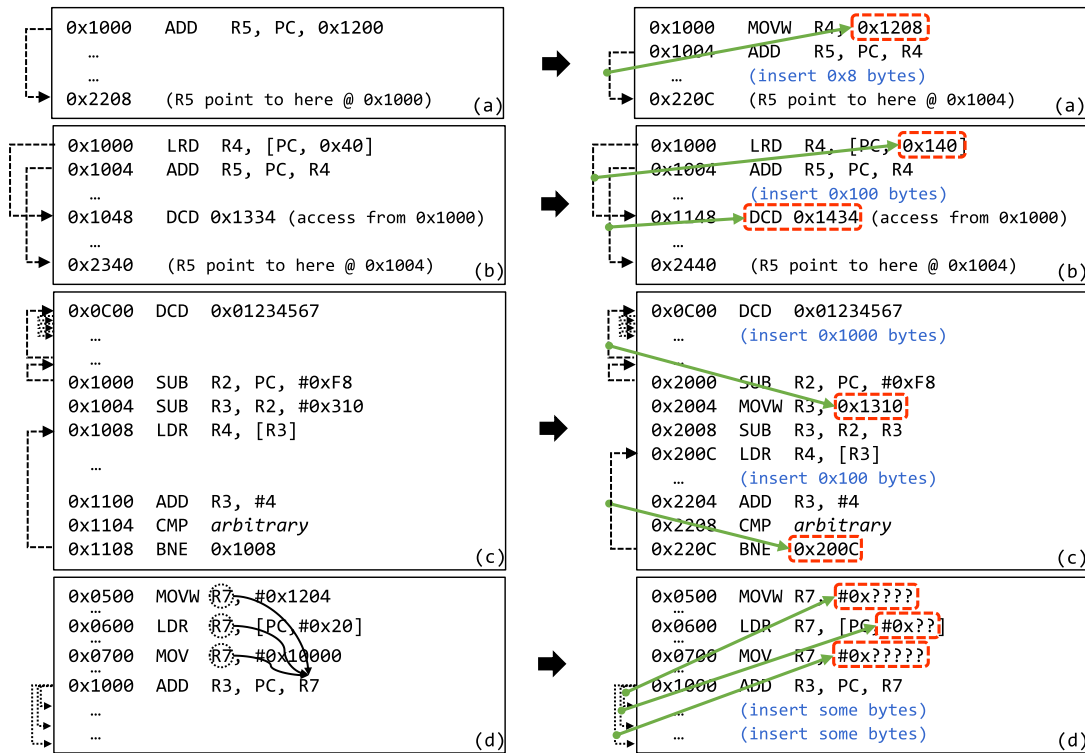 0x1000 ADD R5, PC, 0x1200
…
…
0x2208 (R5 point to here @ 0x1000)
(a)
0x1000 MOVW R4, 0x1208
0x1004 ADD R5, PC, R4
… (insert 0x8 bytes)
0x220C (R5 point to here @ 0x1004)
(a)
0x1000 LRD R4, [PC, 0x40]
0x1004 ADD R5, PC, R4
…
0x1048 DCD 0x1334 (access from 0x1000)
…
0x2340 (R5 point to here @ 0x1004)
(b)
0x1000 LRD R4, [PC, 0x140]
0x1004 ADD R5, PC, R4
… (insert 0x100 bytes)
0x1148 DCD 0x1434 (access from 0x1000)
…
0x2440 (R5 point to here @ 0x1004)
(b)
0x0C00 DCD 0x01234567
…
…
0x1000 SUB R2, PC, #0xF8
0x1004 SUB R3, R2, #0x310
0x1008 LDR R4, [R3]
…
0x1100 ADD R3, #4
0x1104 CMP arbitrary
0x1108 BNE 0x1008
(c)
0x0C00 DCD 0x01234567
… (insert 0x1000 bytes)
…
0x2000 SUB R2, PC, #0xF8
0x2004 MOVW R3, 0x1310
0x2008 SUB R3, R2, R3
0x200C LDR R4, [R3]
… (insert 0x100 bytes)
0x2204 ADD R3, #4
0x2208 CMP arbitrary
0x220C BNE 0x200C
(c)
0x0500 MOVW R7, #0x1204
…
0x0600 LDR R7, [PC,#0x20]
…
0x0700 MOV R7, #0x10000
…
0x1000 ADD R3, PC, R7
…
…
(d)
0x0500 MOVW R7, #0x????
…
0x0600 LDR R7, [PC,#0x??]
…
0x0700 MOV R7, #0x?????
…
0x1000 ADD R3, PC, R7
… (insert some bytes)
… (insert some bytes)
(d)